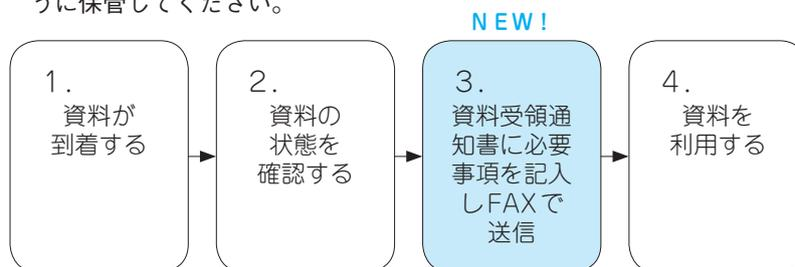 うに保管してください。
NEW!
1.
資料が
到着する
2.
資料の
状態を
確認する
3.
資料受領通
知書に必要
事項を記入
しFAXで
送信
4.
資料を
利用する